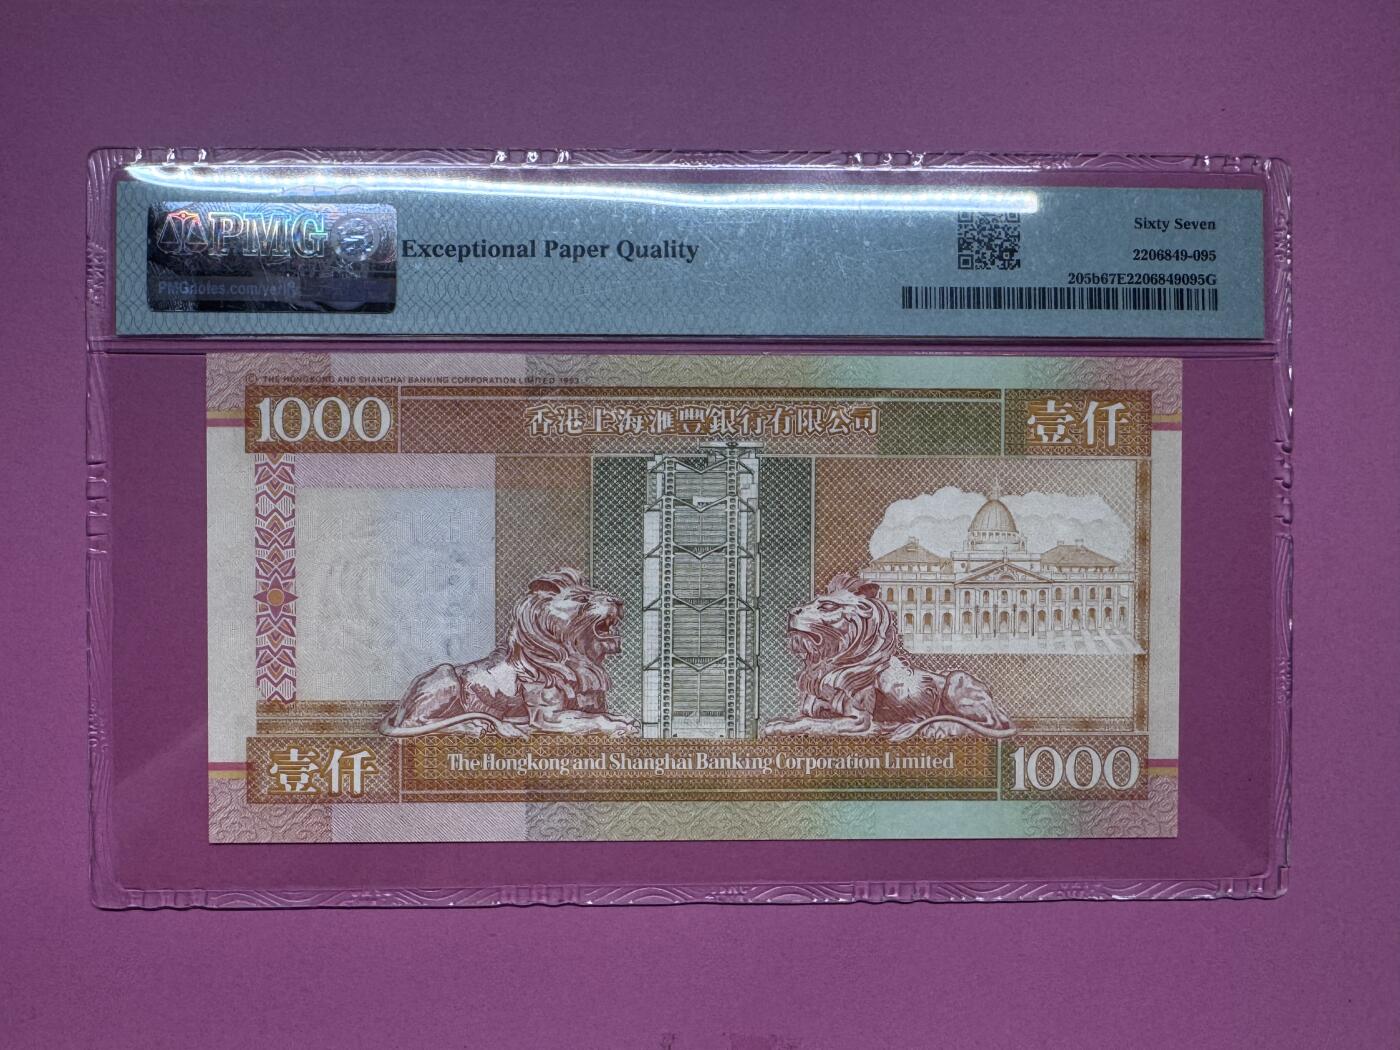 PMG
PMGnotes.com/verify
Exceptional Paper Quality
Sixty Seven
2206849-095
205b67E2206849095G
© THE HONGKONG AND SHANGHAI BANKING CORPORATION LIMITED 1993
1000
香港上海滙豐銀行有限公司
壹仟
壹仟
The Hongkong and Shanghai Banking Corporation Limited
1000